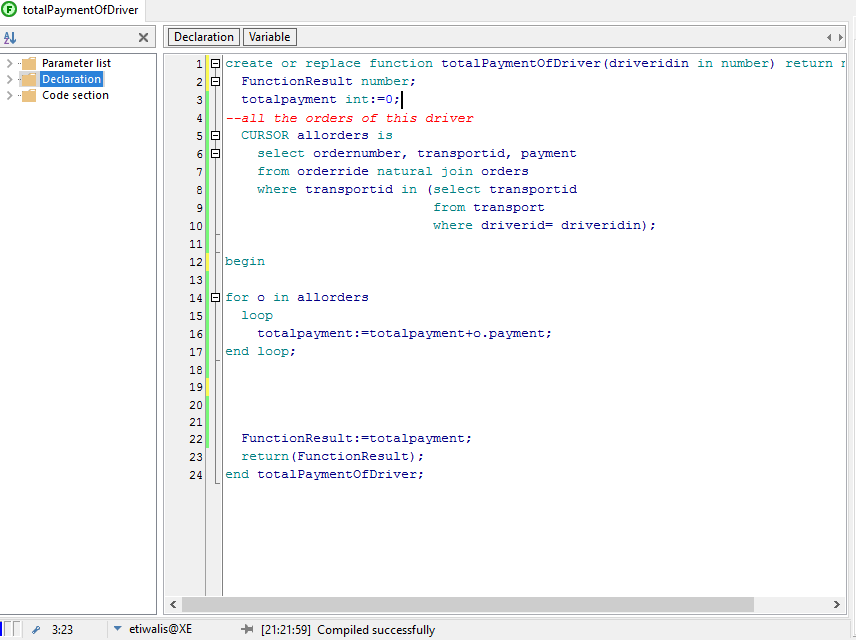 totalPaymentOfDriver
Declaration Variable
Parameter list
Declaration
Code section
1 create or replace function totalPaymentOfDriver(driveridin in number) return
2 FunctionResult number;
3 totalpayment int:=0;
4 --all the orders of this driver
5 CURSOR allorders is
6 select ordernumber, transportid, payment
7 from orderride natural join orders
8 where transportid in (select transportid
9 from transport
10 where driverid= driveridin);
11
12 begin
13
14 for o in allorders
15 loop
16 totalpayment:=totalpayment+o.payment;
17 end loop;
18
19
20
21
22 FunctionResult:=totalpayment;
23 return(FunctionResult);
24 end totalPaymentOfDriver;
3:23 etiwalis@XE [21:21:59] Compiled successfully